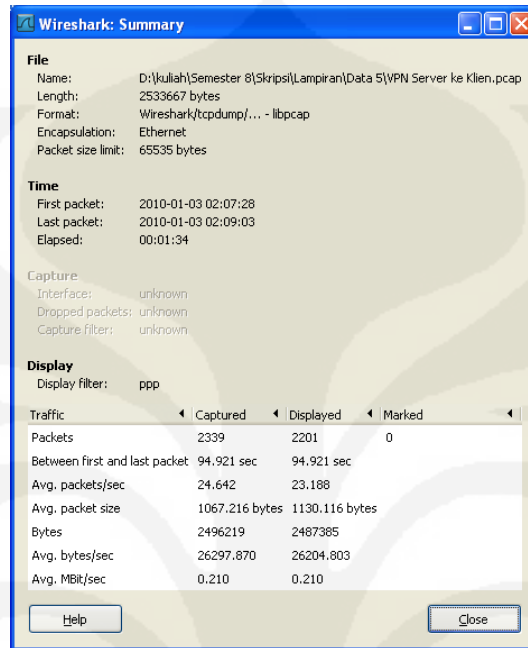 Wireshark: Summary
File
Name: D:\kuliah\Semester 8\Skripsi\Lampiran\Data 5\VPN Server ke Klien.pcap
Length: 2533667 bytes
Format: Wireshark/tcpdump/... - libpcap
Encapsulation: Ethernet
Packet size limit: 65535 bytes
Time
First packet: 2010-01-03 02:07:28
Last packet: 2010-01-03 02:09:03
Elapsed: 00:01:34
Capture
Interface: unknown
Dropped packets: unknown
Capture filter: unknown
Display
Display filter: ppp
Traffic Captured Displayed Marked
Packets 2339 2201 0
Between first and last packet 94.921 sec 94.921 sec
Avg. packets/sec 24.642 23.188
Avg. packet size 1067.216 bytes 1130.116 bytes
Bytes 2496219 2487385
Avg. bytes/sec 26297.870 26204.803
Avg. MBit/sec 0.210 0.210
Help Close